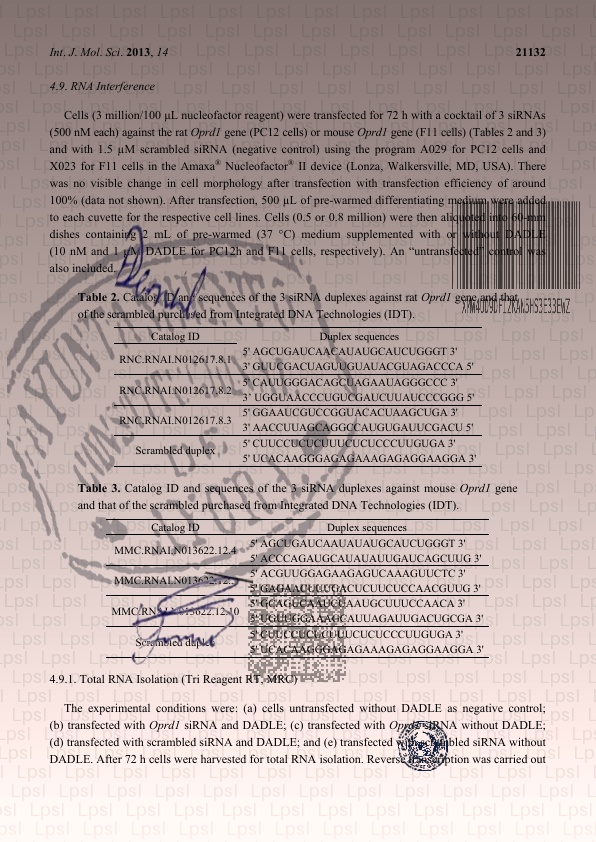 Int. J. Mol. Sci. 2013, 14
21132
4.9. RNA Interference
Cells (3 million/100 µL nucleofactor reagent) were transfected for 72 h with a cocktail of 3 siRNAs
(500 nM each) against the rat Oprd1 gene (PC12 cells) or mouse Oprd1 gene (F11 cells) (Tables 2 and 3)
and with 1.5 µM scrambled siRNA (negative control) using the program A029 for PC12 cells and
X023 for F11 cells in the Amaxa® Nucleofactor® II device (Lonza, Walkersville, MD, USA). There
was no visible change in cell morphology after transfection with transfection efficiency of around
100% (data not shown). After transfection, 500 µL of pre-warmed differentiating medium were added
to each cuvette for the respective cell lines. Cells (0.5 or 0.8 million) were then aliquoted into 60-mm
dishes containing 2 mL of pre-warmed (37 °C) medium supplemented with or without DADLE
(10 nM and 1 µM DADLE for PC12h and F11 cells, respectively). An “untransfected” control was
also included.
Table 2. Catalog ID and sequences of the 3 siRNA duplexes against rat Oprd1 gene and that
of the scrambled purchased from Integrated DNA Technologies (IDT).
Catalog ID Duplex sequences
RNC.RNAI.N012617.8.1
5' AGCUGAUCAACAUAUGCAUCUGGGT 3'
3' GUUCGACUAGUUGUAUACGUAGACCCA 5'
RNC.RNAI.N012617.8.2
5' CAUUGGGACAGCUAGAAUAGGGCCC 3'
3' UGGUAACCCUGUCGAUCUUAUCCCGGG 5'
RNC.RNAI.N012617.8.3
5' GGAAUCGUCCGGUACACUAAGCUGA 3'
3' AACCUUAGCAGGCCAUGUGAUUCGACU 5'
Scrambled duplex
5' CUUCCUCUCUUUCUCUCCCUUGUGA 3'
5' UCACAAGGGAGAGAAAGAGAGGAAGGA 3'
Table 3. Catalog ID and sequences of the 3 siRNA duplexes against mouse Oprd1 gene
and that of the scrambled purchased from Integrated DNA Technologies (IDT).
Catalog ID Duplex sequences
MMC.RNAI.N013622.12.4
5' AGCUGAUCAAUAUAUGCAUCUGGGT 3'
5' ACCCAGAUGCAUAUAUUGAUCAGCUUG 3'
5' ACGUUGGAGAAGAGUCAAAGUUCTC 3'
5' GAGAACUUUGACUCUUCUCCAACGUUG 3'
MMC.RNAI.N013622.12.10
5' GCAGGCAAUCUAAUGCUUUCCAACA 3'
5' UGUUGGAAAGCAUUAGAUUGACUGCGA 3'
Scrambled duplex
5' CUUCCUCUCUUUCUCUCCCUUGUGA 3'
5' UCACAAGGGAGAGAAAGAGAGGAAGGA 3'
4.9.1. Total RNA Isolation (Tri Reagent RT, MRC)
The experimental conditions were: (a) cells untransfected without DADLE as negative control;
(b) transfected with Oprd1 siRNA and DADLE; (c) transfected with Oprd1 siRNA without DADLE;
(d) transfected with scrambled siRNA and DADLE; and (e) transfected with scrambled siRNA without
DADLE. After 72 h cells were harvested for total RNA isolation. Reverse transcription was carried out